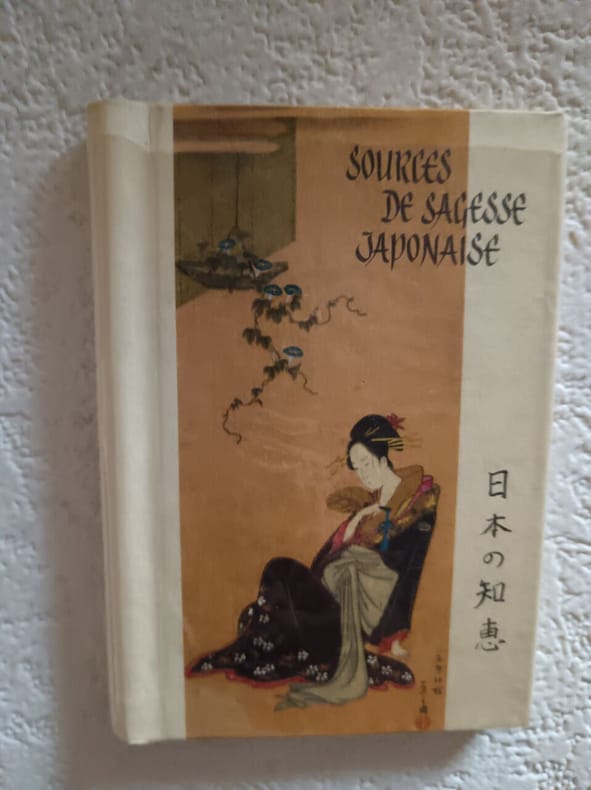 SOURCES
DE SAGESSE
JAPONAISE
日本の知恵